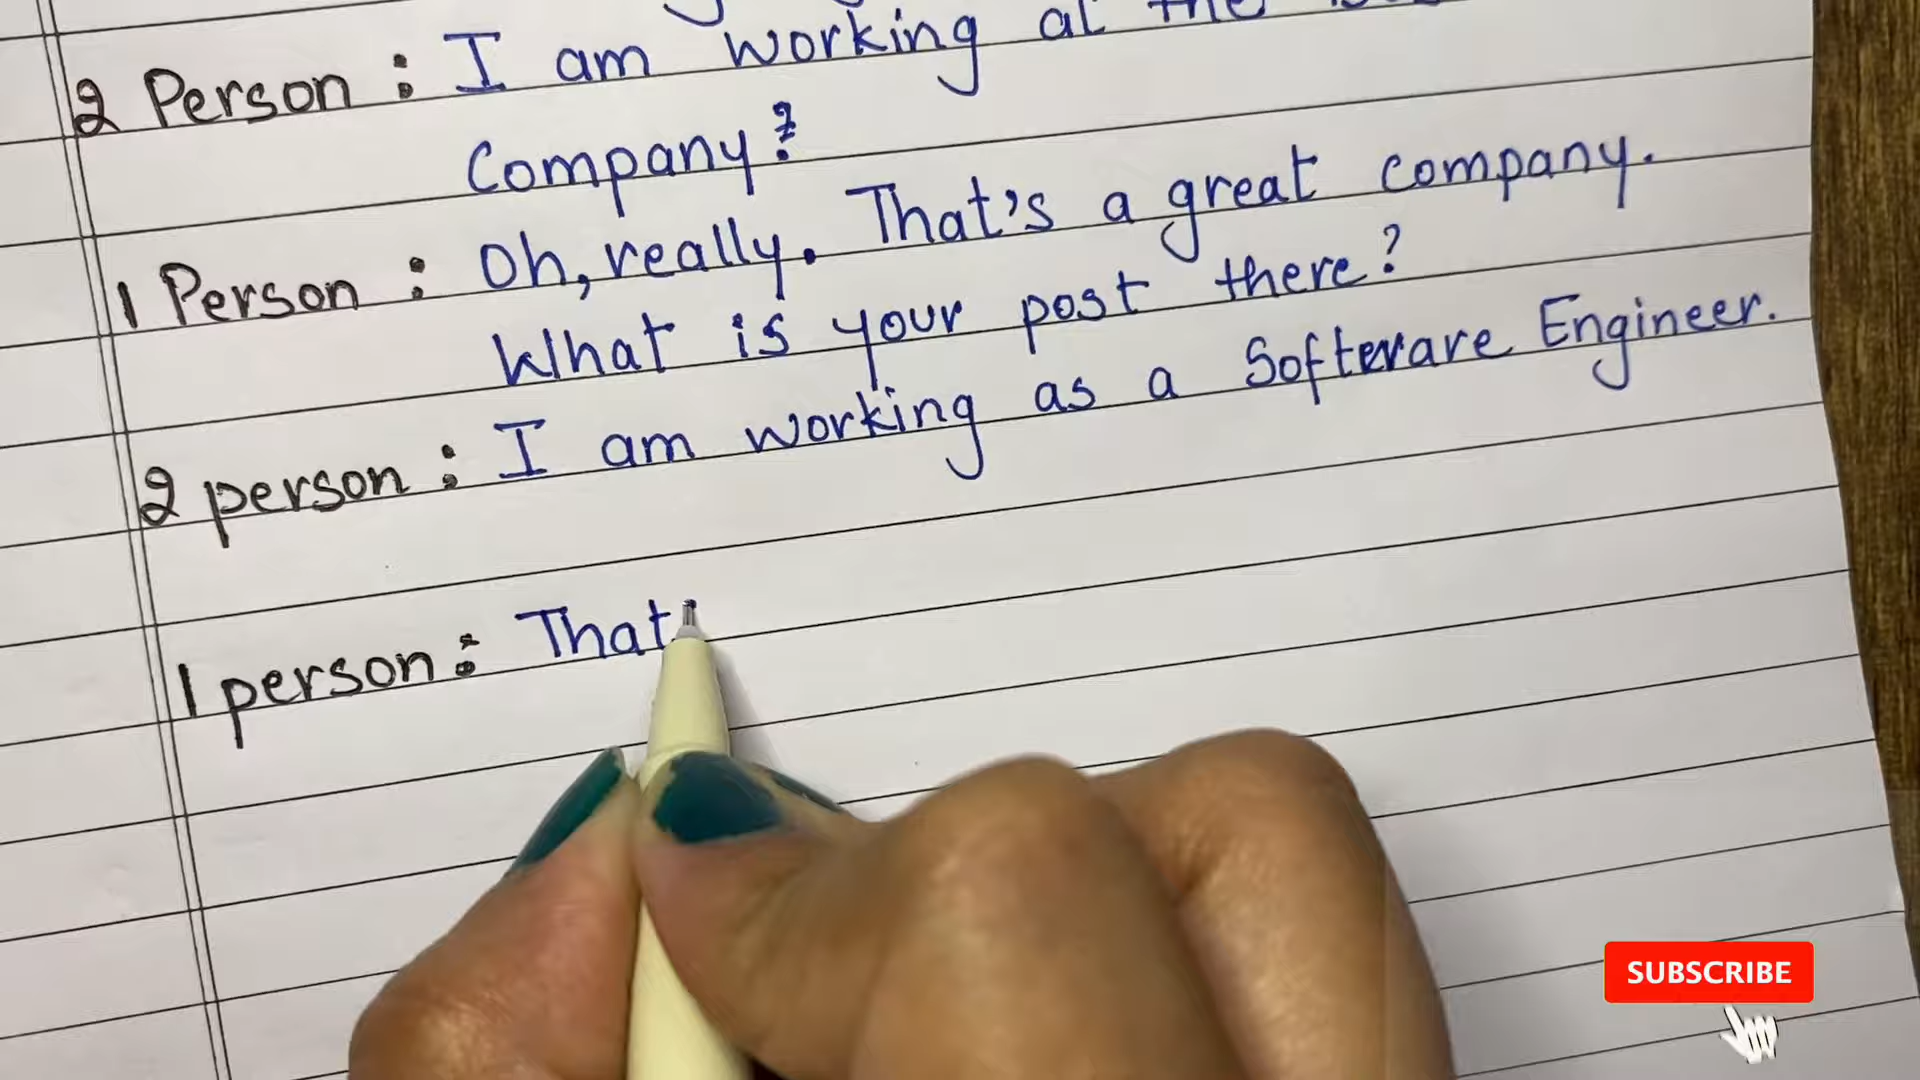 2 Person : I am working at the
Company?
1 Person : Oh, really. That's a great company.
What is your post there?
2 person : I am working as a Software Engineer.
1 person : That
SUBSCRIBE